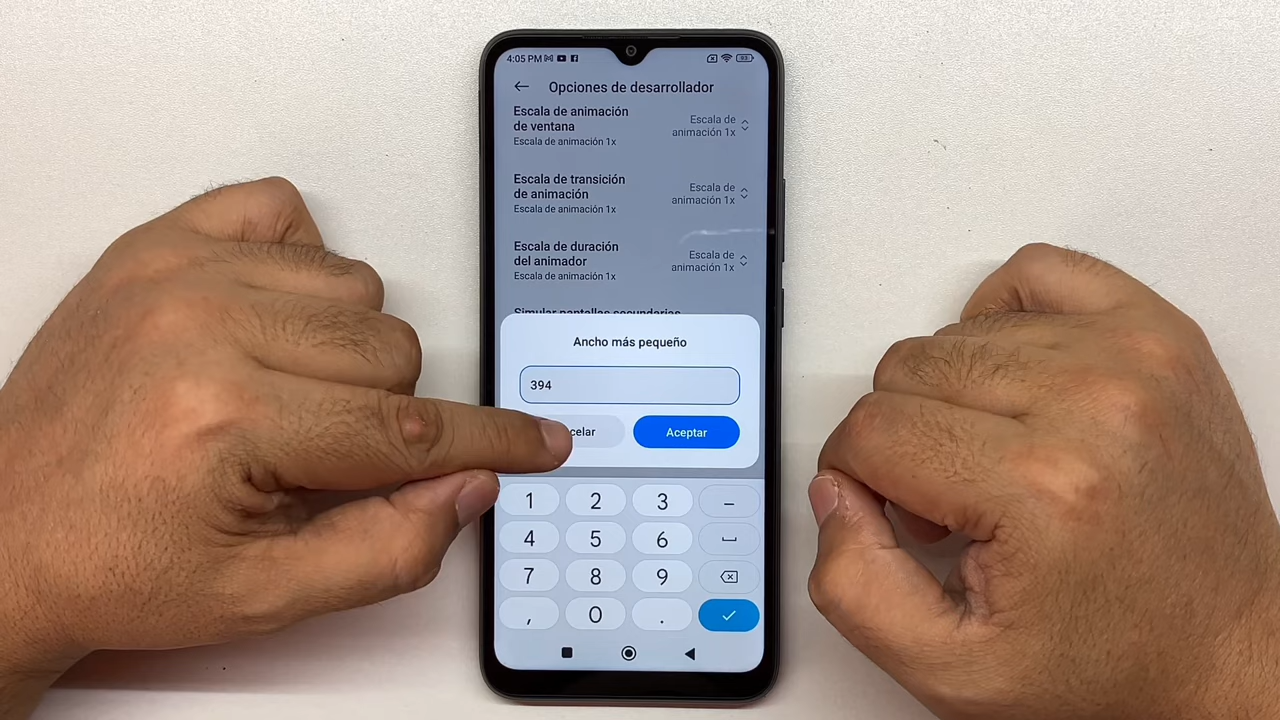 4:05 PM
Opciones de desarrollador
Escala de animación
de ventana
Escala de animación 1x
Escala de
animación 1x
Escala de transición
de animación
Escala de animación 1x
Escala de
animación 1x
Escala de duración
del animador
Escala de animación 1x
Escala de
animación 1x
Simular pantallas secundarias
Ancho más pequeño
394
celar
Aceptar
1 2 3 –
4 5 6
7 8 9
, 0 .